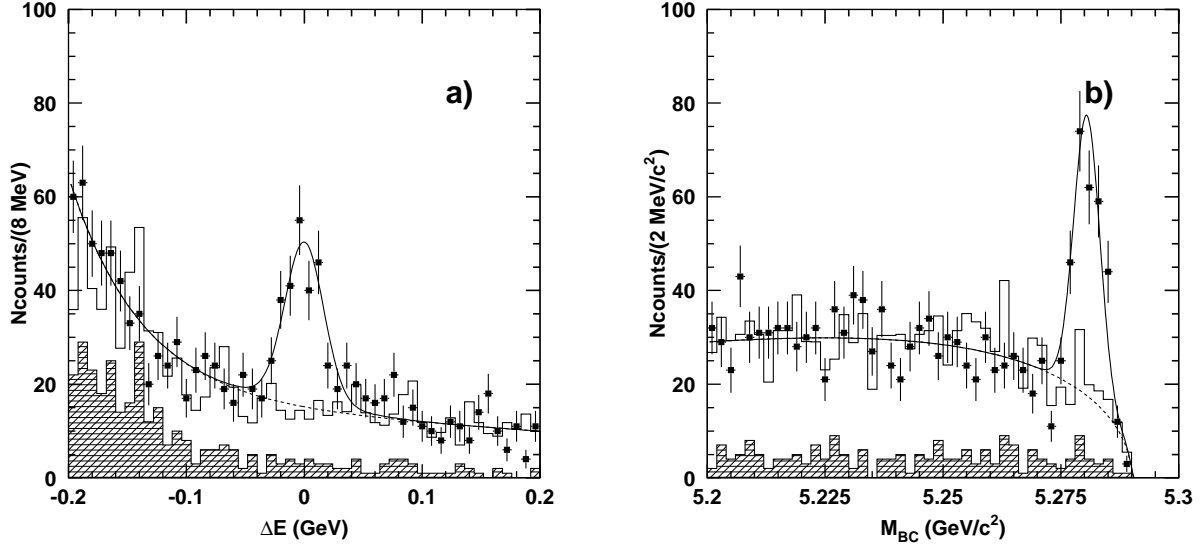 a)
Ncounts/(8 MeV)
100
80
60
40
20
0
-0.2 -0.1 0 0.1 0.2
ΔE (GeV)
b)
Ncounts/(2 MeV/c²)
100
80
60
40
20
0
5.2 5.225 5.25 5.275 5.3
M_BC (GeV/c²)